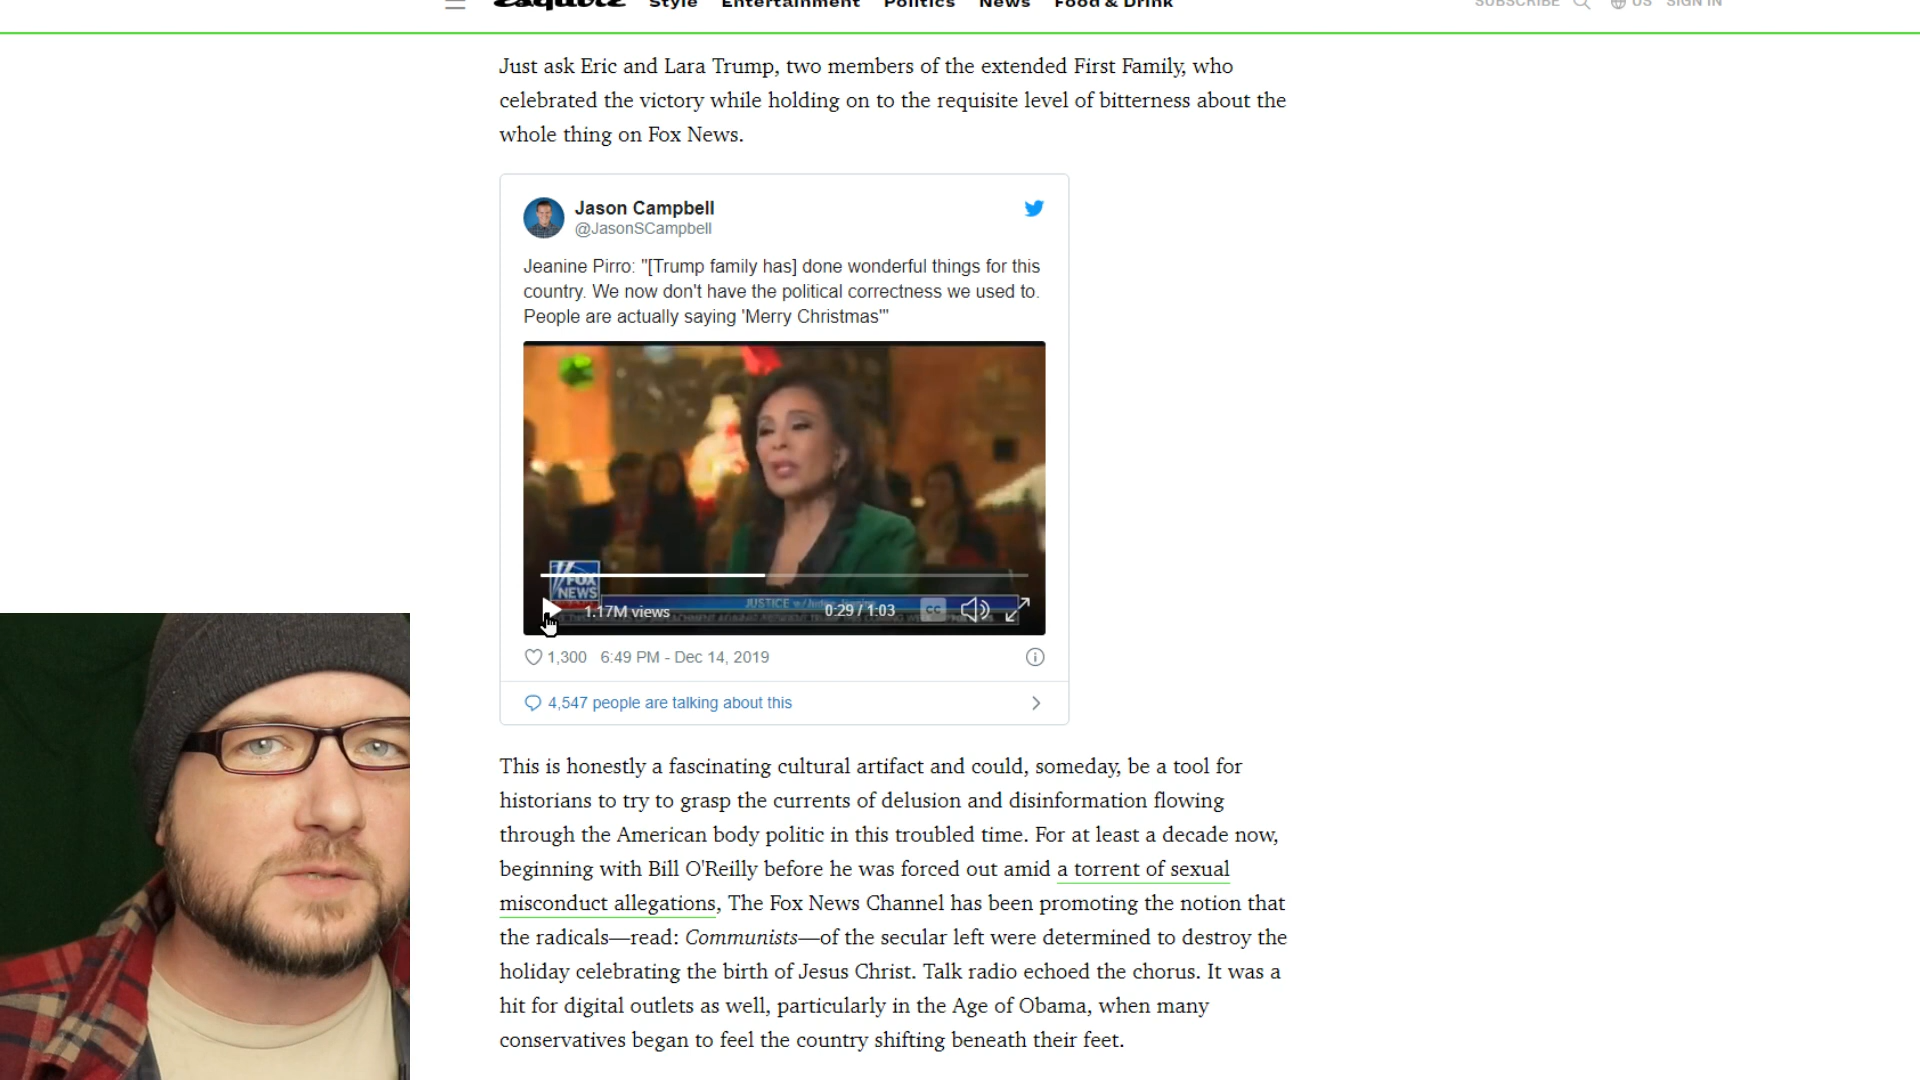 Esquire Style Entertainment Politics News Food & Drink SUBSCRIBE US SIGN IN
Just ask Eric and Lara Trump, two members of the extended First Family, who
celebrated the victory while holding on to the requisite level of bitterness about the
whole thing on Fox News.
Jason Campbell
@JasonSCampbell
Jeanine Pirro: "[Trump family has] done wonderful things for this
country. We now don't have the political correctness we used to.
People are actually saying 'Merry Christmas'"
FOX
NEWS
JUSTICE w/Judge Jeanine
1.17M views 0:29 / 1:03 CC
1,300 6:49 PM - Dec 14, 2019
4,547 people are talking about this
This is honestly a fascinating cultural artifact and could, someday, be a tool for
historians to try to grasp the currents of delusion and disinformation flowing
through the American body politic in this troubled time. For at least a decade now,
beginning with Bill O'Reilly before he was forced out amid a torrent of sexual
misconduct allegations, The Fox News Channel has been promoting the notion that
the radicals—read: Communists—of the secular left were determined to destroy the
holiday celebrating the birth of Jesus Christ. Talk radio echoed the chorus. It was a
hit for digital outlets as well, particularly in the Age of Obama, when many
conservatives began to feel the country shifting beneath their feet.